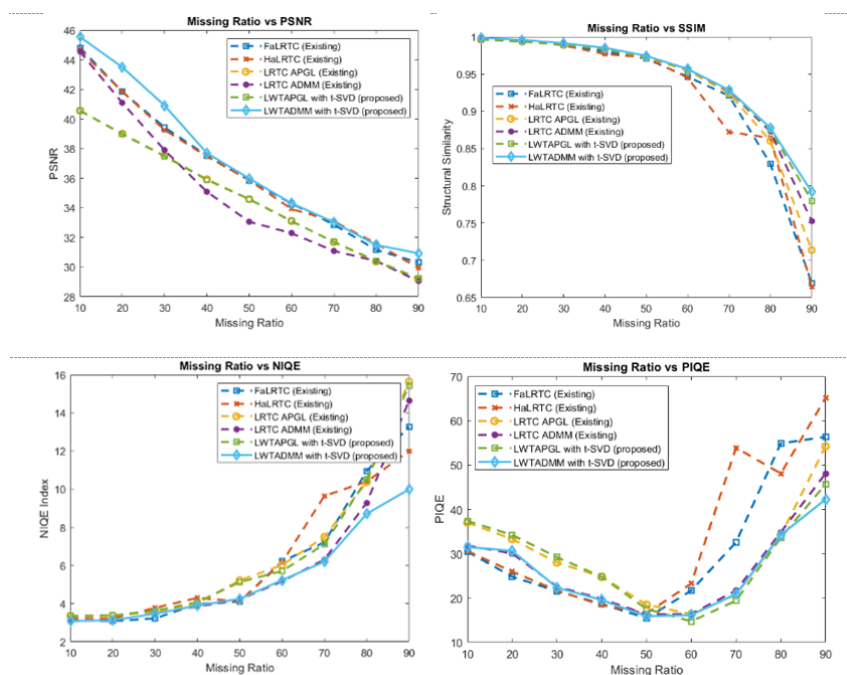 Missing Ratio vs PSNR
46
44
42
40
38
36
34
32
30
28
PSNR
FaLRTC (Existing)
HaLRTC (Existing)
LRTC APGL (Existing)
LRTC ADMM (Existing)
LWTAPGL with t-SVD (proposed)
LWTADMM with t-SVD (proposed)
10 20 30 40 50 60 70 80 90
Missing Ratio
Missing Ratio vs SSIM
1
0.95
0.9
0.85
0.8
0.75
0.7
0.65
Structural Similarity
FaLRTC (Existing)
HaLRTC (Existing)
LRTC APGL (Existing)
LRTC ADMM (Existing)
LWTAPGL with t-SVD (proposed)
LWTADMM with t-SVD (proposed)
10 20 30 40 50 60 70 80 90
Missing Ratio
Missing Ratio vs NIQE
16
14
12
10
8
6
4
2
NIQE Index
FaLRTC (Existing)
HaLRTC (Existing)
LRTC APGL (Existing)
LRTC ADMM (Existing)
LWTAPGL with t-SVD (proposed)
LWTADMM with t-SVD (proposed)
10 20 30 40 50 60 70 80 90
Missing Ratio
Missing Ratio vs PIQE
70
60
50
40
30
20
10
PIQE
FaLRTC (Existing)
HaLRTC (Existing)
LRTC APGL (Existing)
LRTC ADMM (Existing)
LWTAPGL with t-SVD (proposed)
LWTADMM with t-SVD (proposed)
10 20 30 40 50 60 70 80 90
Missing Ratio